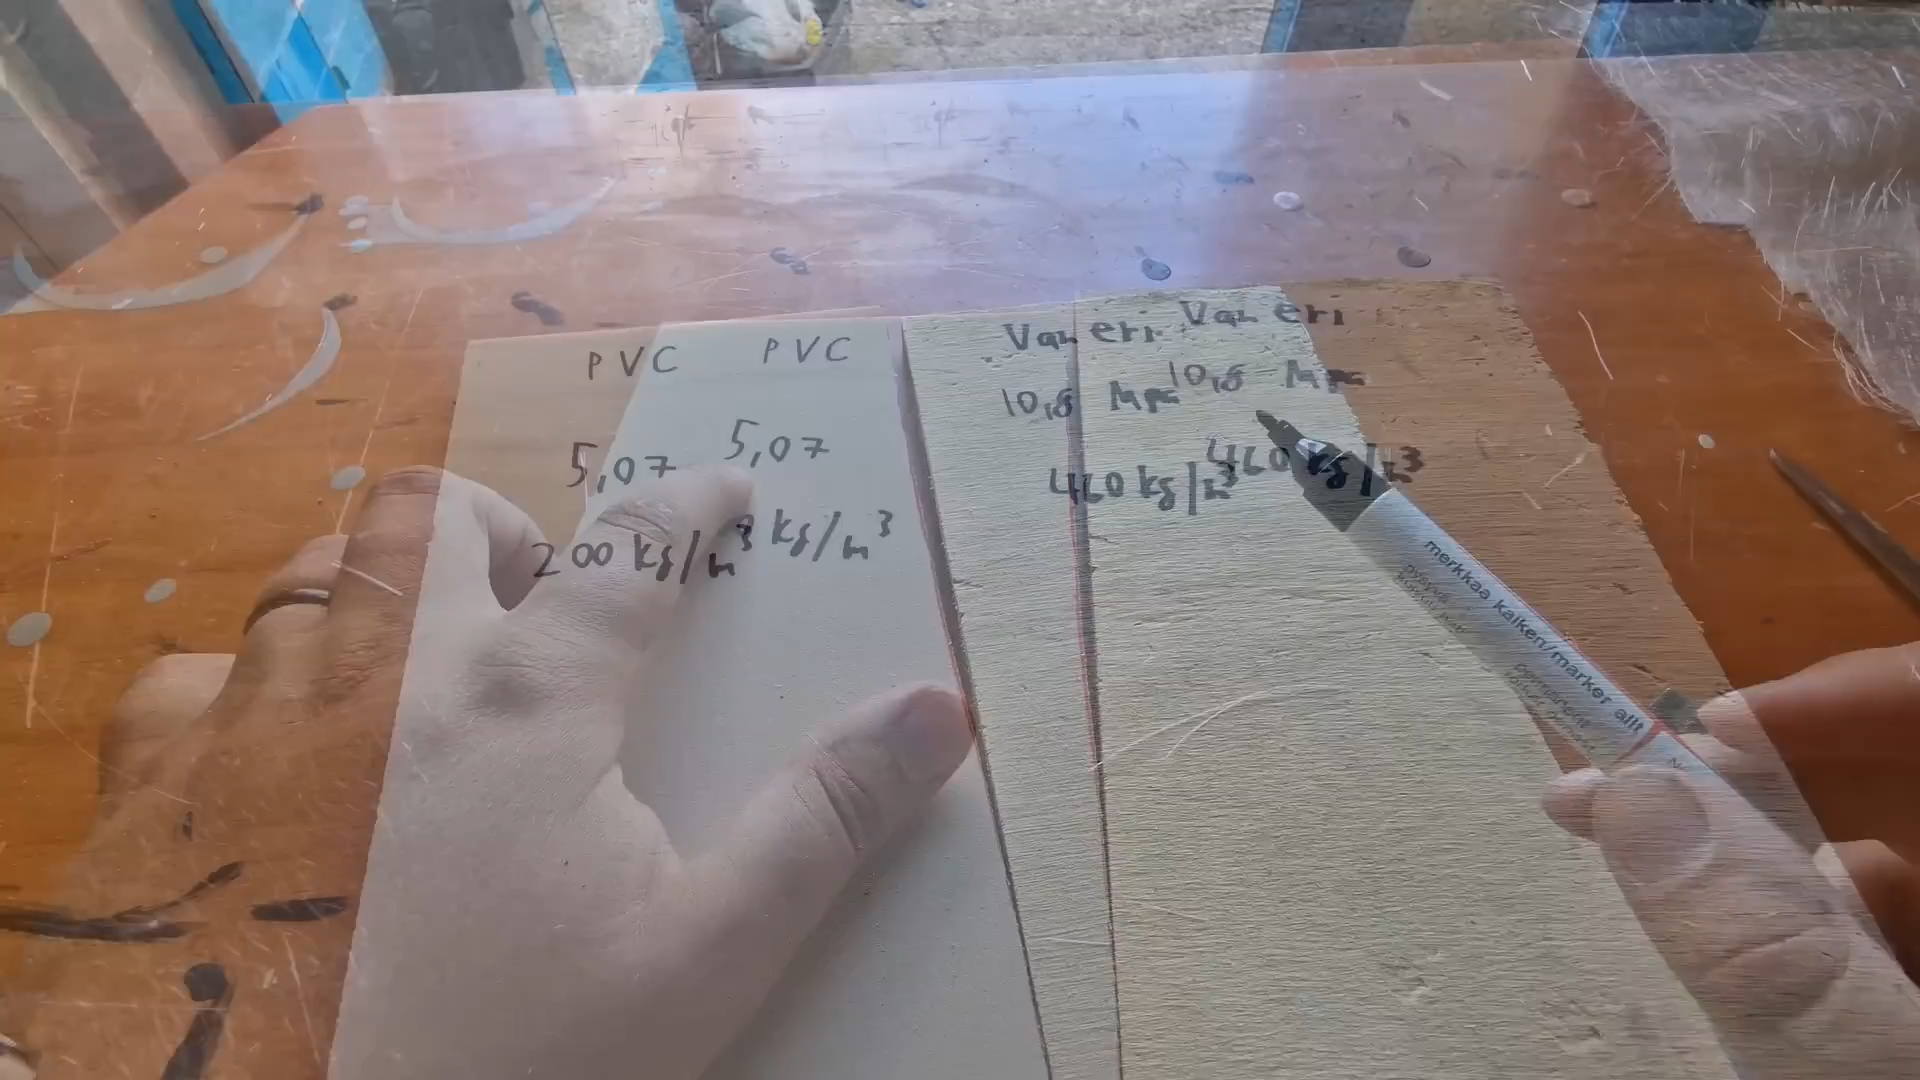 PVC
5,07
200 kg/m³
PVC
5,07
kg/m³
Vaneri
10,8 Mpa
460 kg/m³
Vaneri
10,8 Mpa
460 kg/m³
merkkaa kaiken/marker allt
permanent